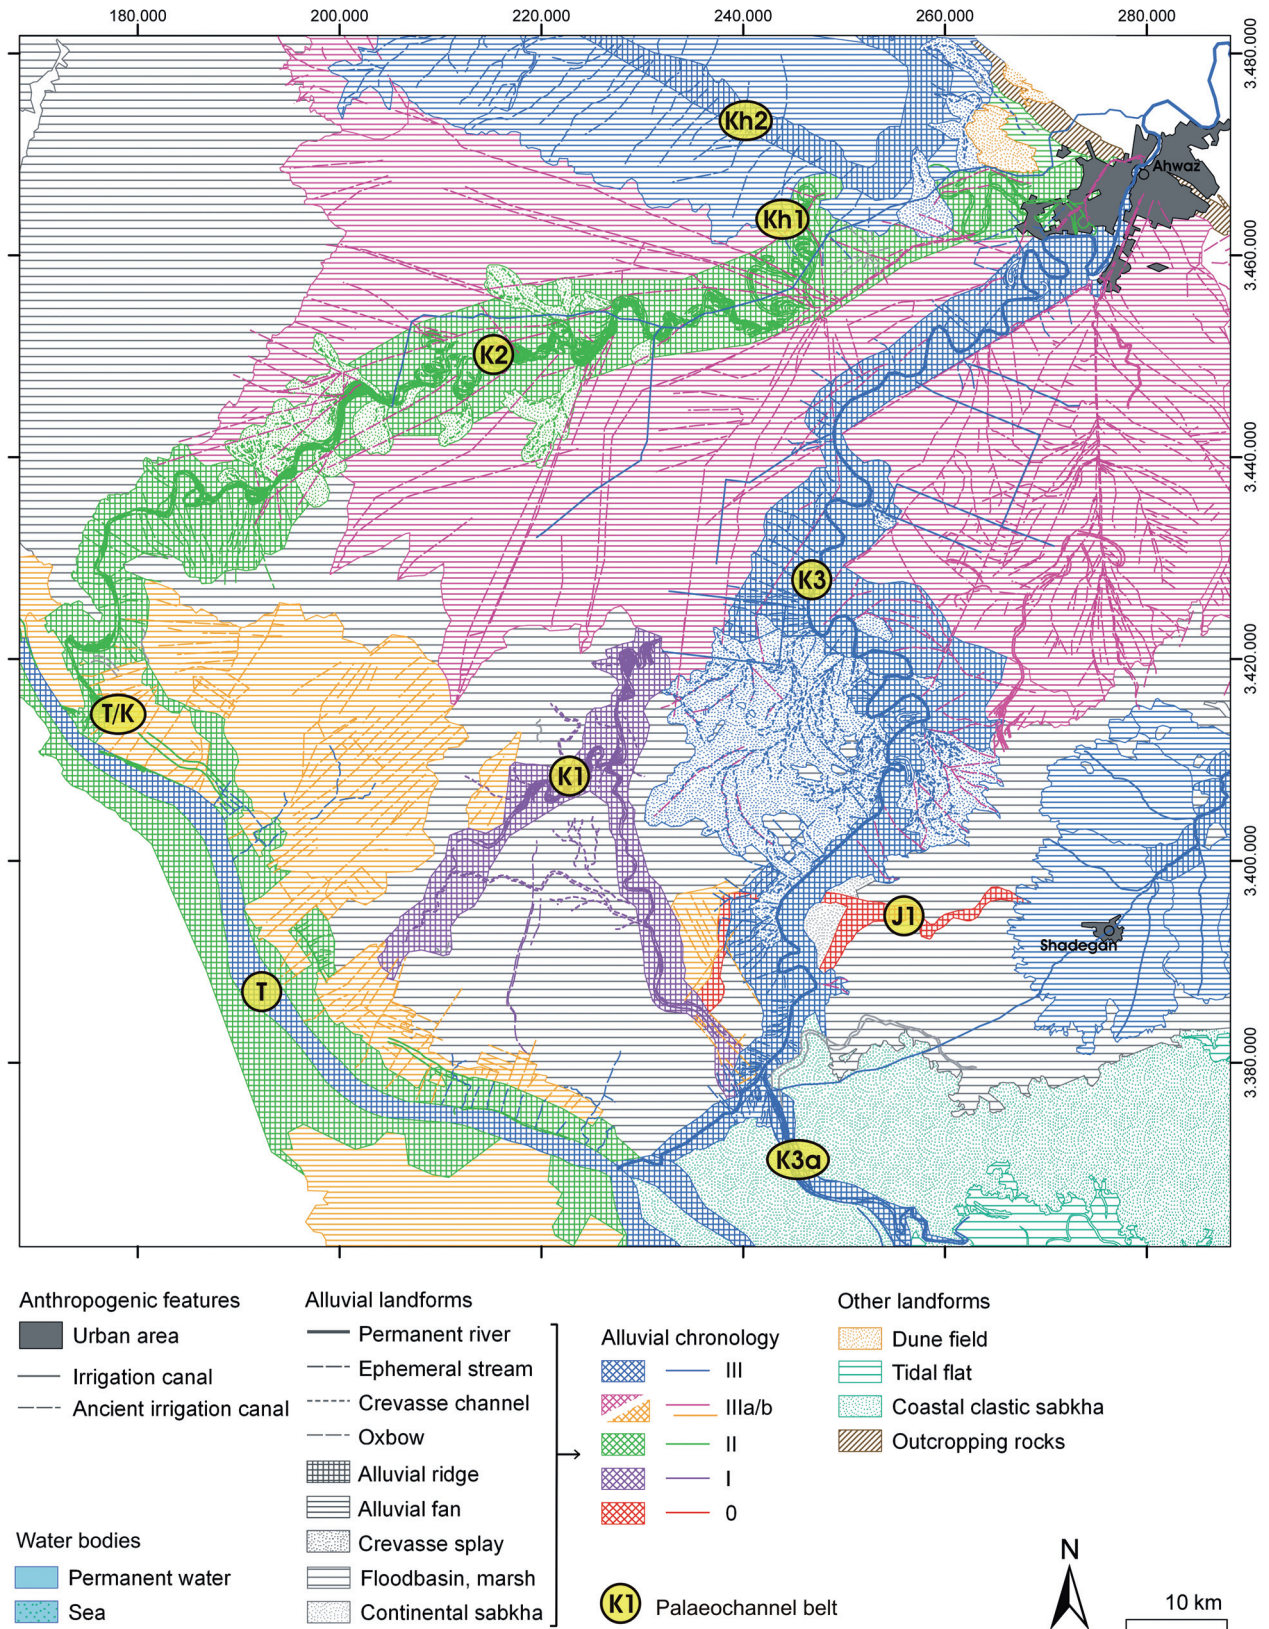 180.000 200.000 220.000 240.000 260.000 280.000
3.480.000
3.460.000
3.440.000
3.420.000
3.400.000
3.380.000
Kh2
Ahwaz
Kh1
K2
K3
T/K
K1
J1
Shadegan
T
K3a
Anthropogenic features
Urban area
Irrigation canal
Ancient irrigation canal
Water bodies
Permanent water
Sea
Alluvial landforms
Permanent river
Ephemeral stream
Crevasse channel
Oxbow
Alluvial ridge
Alluvial fan
Crevasse splay
Floodbasin, marsh
Continental sabkha
Alluvial chronology
III
IIIa/b
II
I
0
K1 Palaeochannel belt
Other landforms
Dune field
Tidal flat
Coastal clastic sabkha
Outcropping rocks
N
10 km